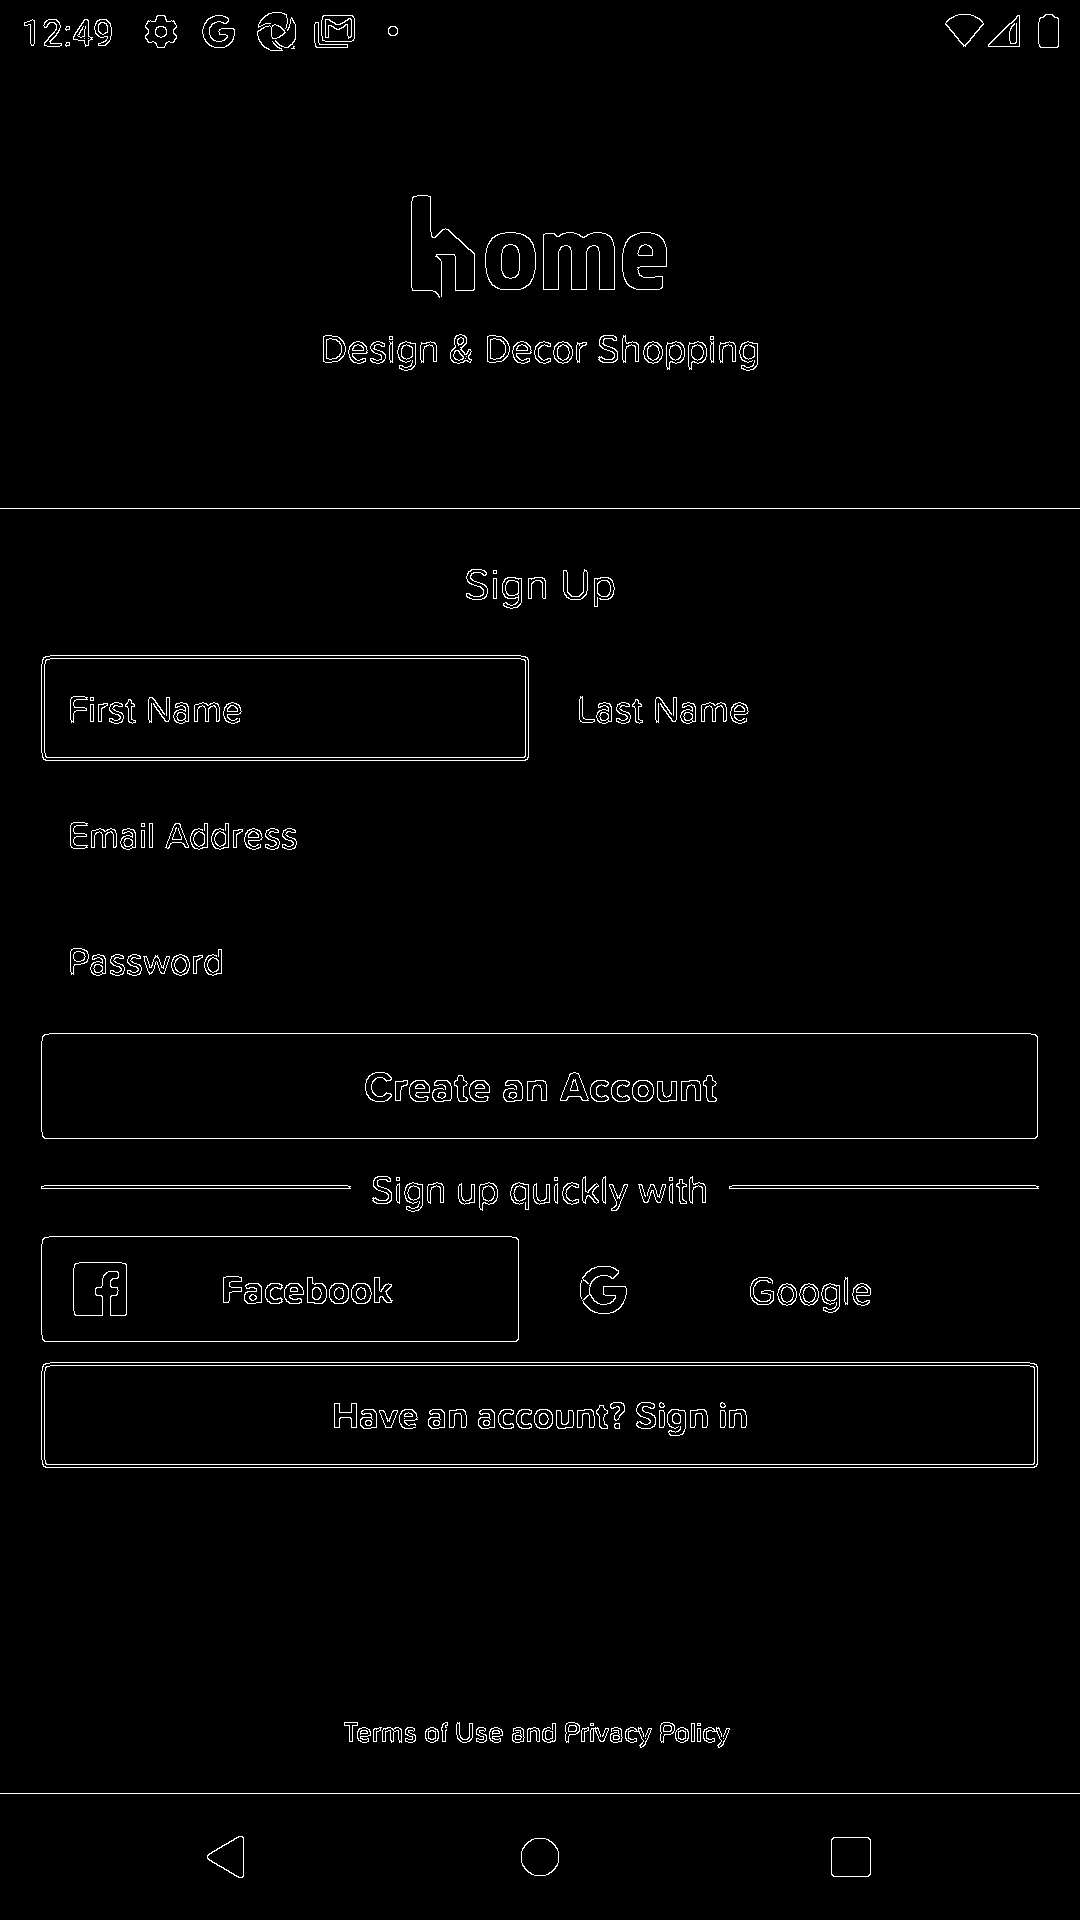 12:49
home
Design & Decor Shopping
Sign Up
First Name
Last Name
Email Address
Password
Create an Account
Sign up quickly with
Facebook
Google
Have an account? Sign in
Terms of Use and Privacy Policy